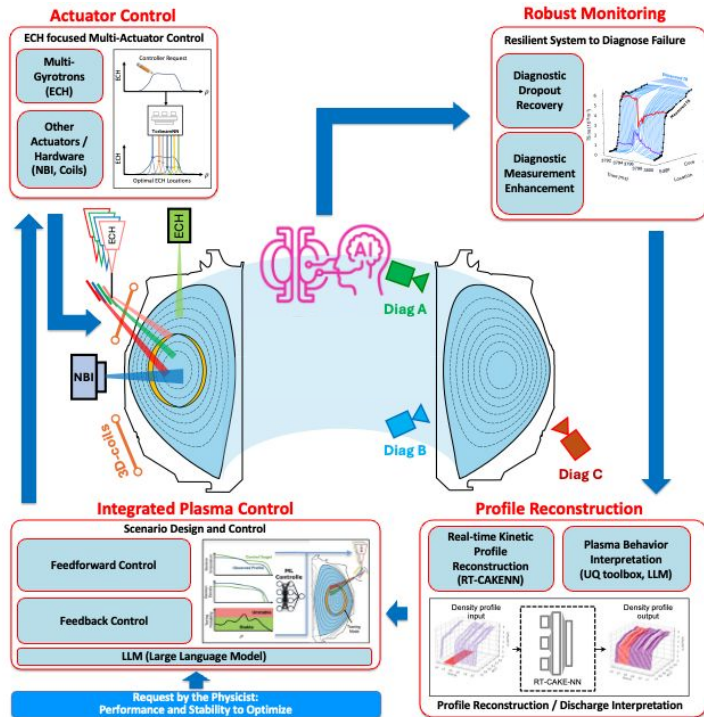 Actuator Control
ECH focused Multi-Actuator Control
Multi-
Gyrotrons
(ECH)
Other
Actuators /
Hardware
(NBI, Coils)
ECH
Controller Request
ρ
ECH
ρ
Optimal ECH Locations
Robust Monitoring
Resilient System to Diagnose Failure
Diagnostic
Dropout
Recovery
Diagnostic
Measurement
Enhancement
Time (ms)
Location
ECH
ECH
AI
NBI
3D-coils
Diag A
Diag B
Diag C
Integrated Plasma Control
Scenario Design and Control
Feedforward Control
Feedback Control
LLM (Large Language Model)
Request by the Physicist:
Performance and Stability to Optimize
Profile Reconstruction
Real-time Kinetic
Profile
Reconstruction
(RT-CAKENN)
Plasma Behavior
Interpretation
(UQ toolbox, LLM)
Density profile
input
RT-CAKE-NN
Density profile
output
Profile Reconstruction / Discharge Interpretation